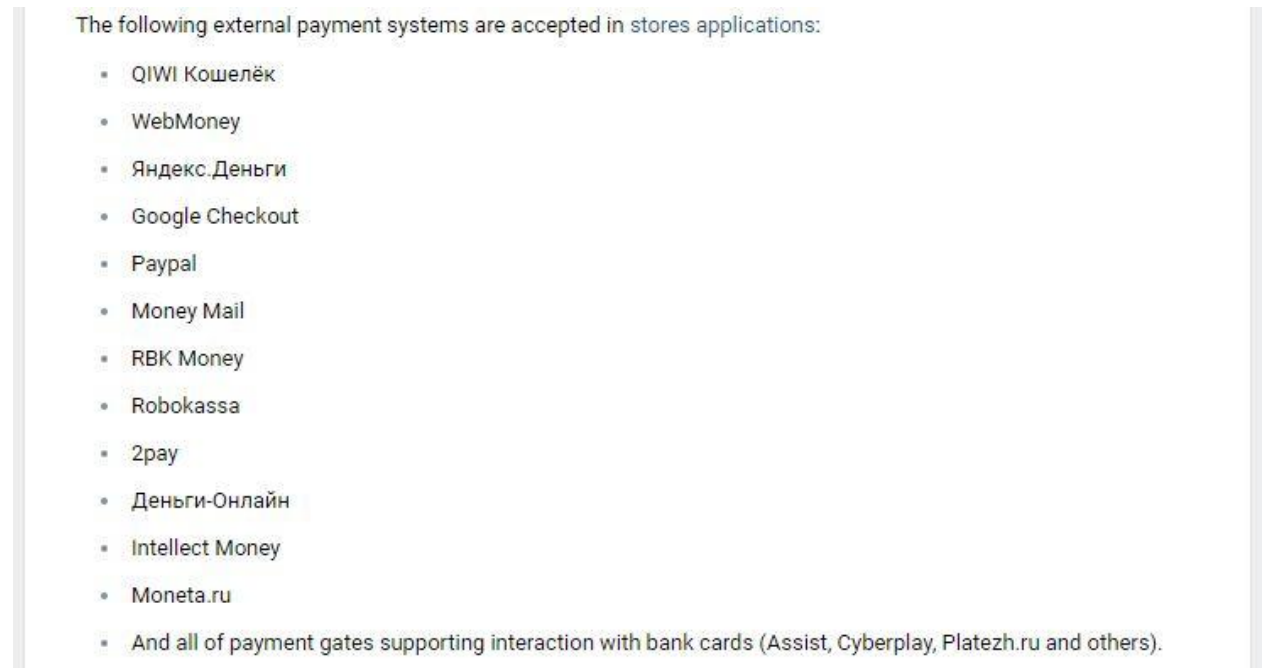 The following external payment systems are accepted in stores applications:
QIWI Кошелёк
WebMoney
Яндекс.Деньги
Google Checkout
Paypal
Money Mail
RBK Money
Robokassa
2pay
Деньги-Онлайн
Intellect Money
Moneta.ru
And all of payment gates supporting interaction with bank cards (Assist, Cyberplay, Platezh.ru and others).